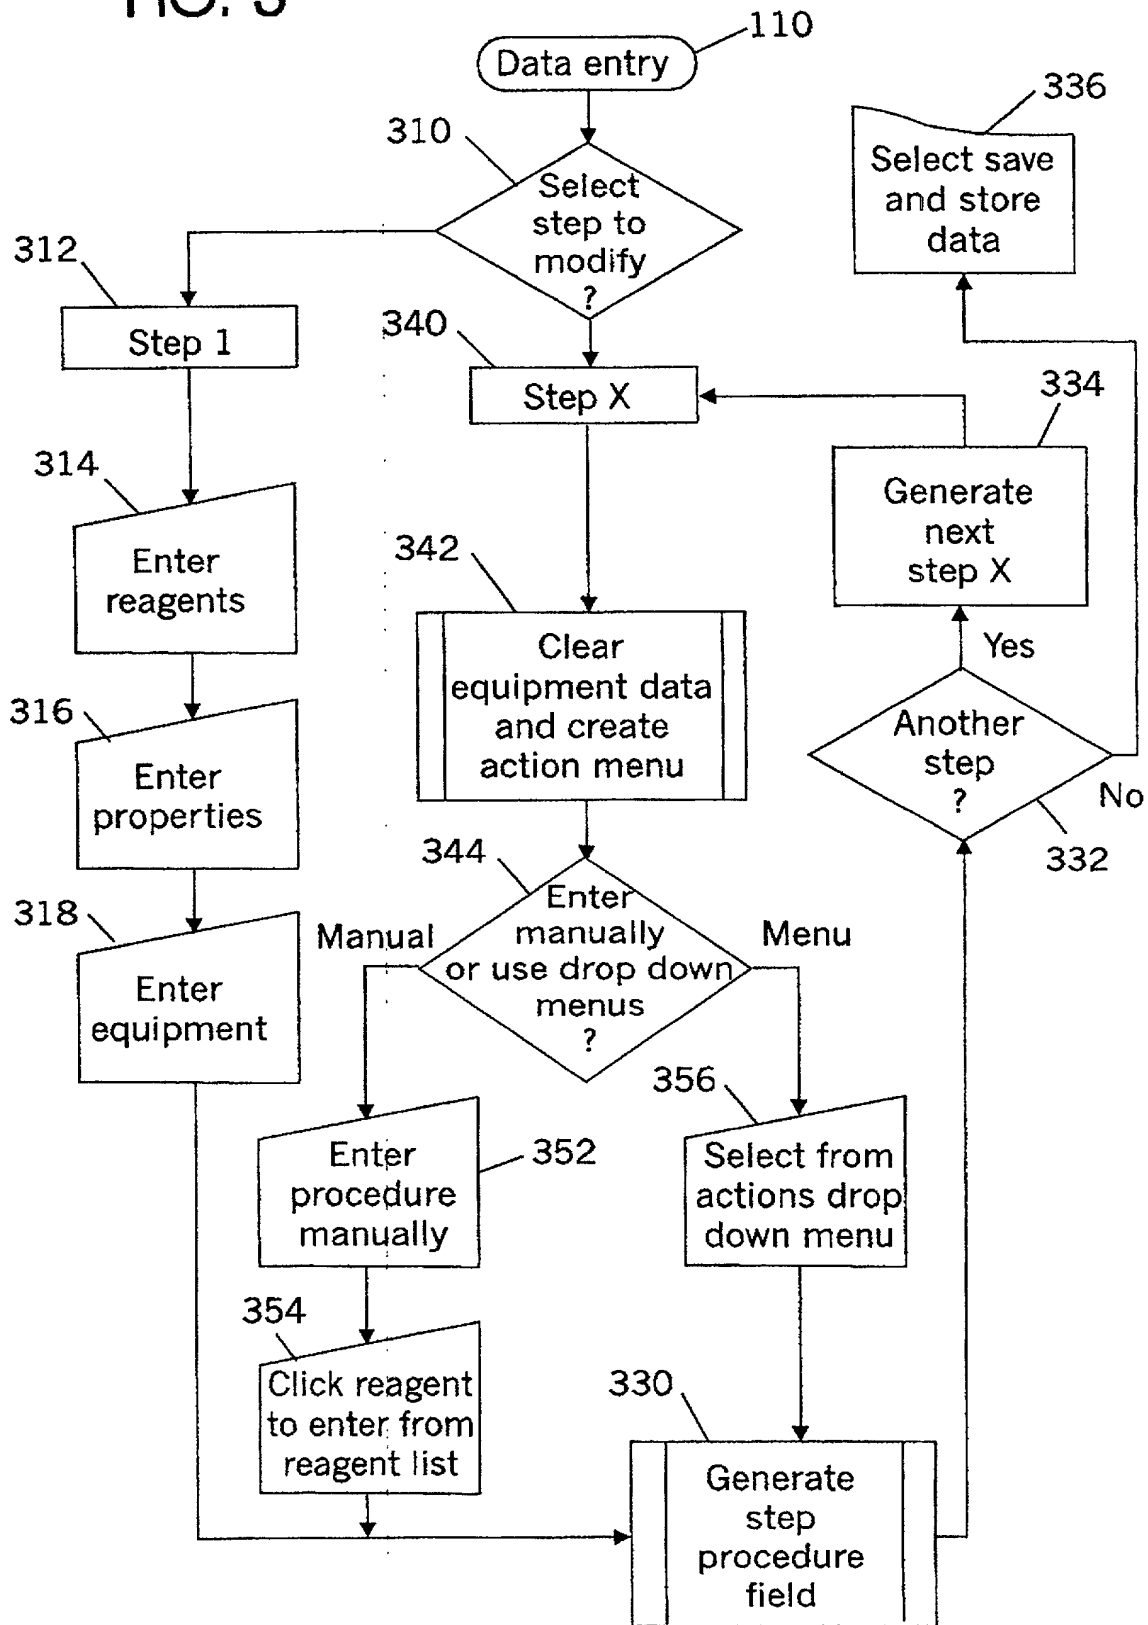 FIG. 3
110
Data entry
336
310
Select
step to
modify
?
Select save
and store
data
312
Step 1
340
Step X
334
Generate
next
step X
314
Enter
reagents
342
Clear
equipment data
and create
action menu
Yes
Another
step
?
No
332
316
Enter
properties
344
Enter
manually
or use drop down
menus
?
Manual
Menu
318
Enter
equipment
356
Select from
actions drop
down menu
352
Enter
procedure
manually
354
Click reagent
to enter from
reagent list
330
Generate
step
procedure
field